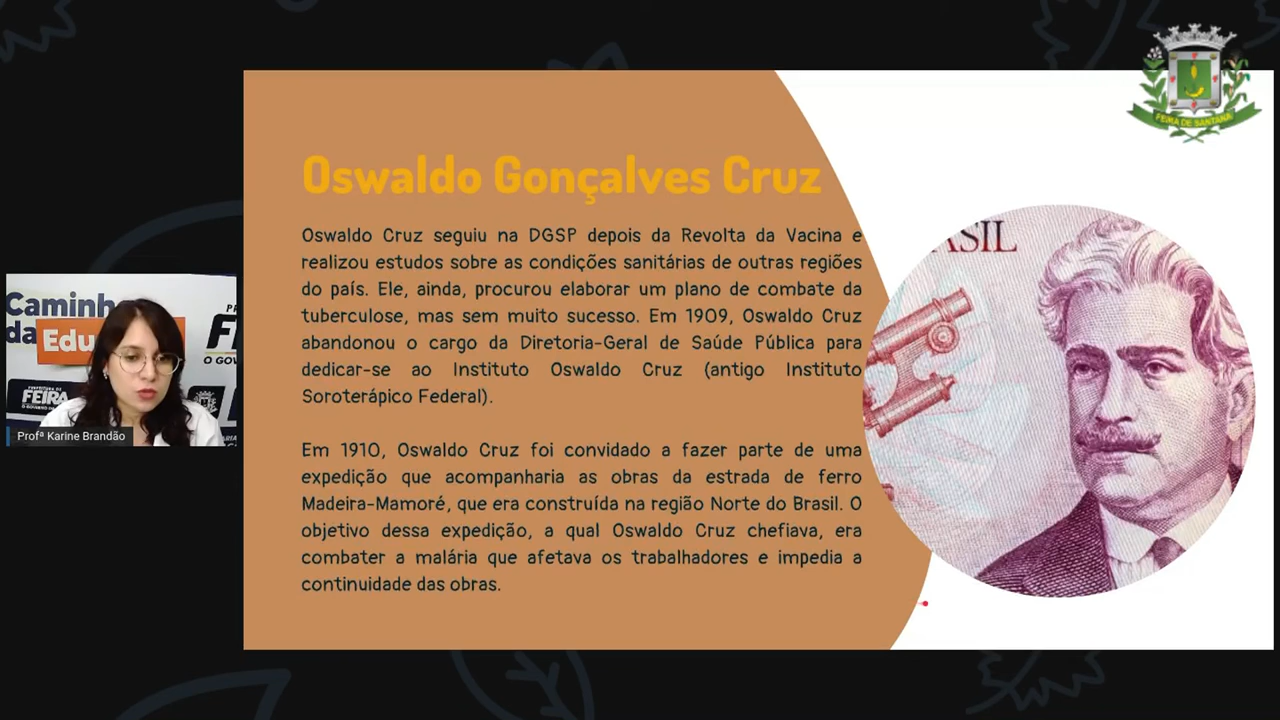 FEIRA DE SANTANA
Oswaldo Gonçalves Cruz
Oswaldo Cruz seguiu na DGSP depois da Revolta da Vacina e
realizou estudos sobre as condições sanitárias de outras regiões
do país. Ele, ainda, procurou elaborar um plano de combate da
tuberculose, mas sem muito sucesso. Em 1909, Oswaldo Cruz
abandonou o cargo da Diretoria-Geral de Saúde Pública para
dedicar-se ao Instituto Oswaldo Cruz (antigo Instituto
Soroterápico Federal).
Em 1910, Oswaldo Cruz foi convidado a fazer parte de uma
expedição que acompanharia as obras da estrada de ferro
Madeira-Mamoré, que era construída na região Norte do Brasil. O
objetivo dessa expedição, a qual Oswaldo Cruz chefiava, era
combater a malária que afetava os trabalhadores e impedia a
continuidade das obras.
ASIL
Caminh
da Edu
PR
F
O GOV
FEIRA
Profª Karine Brandão